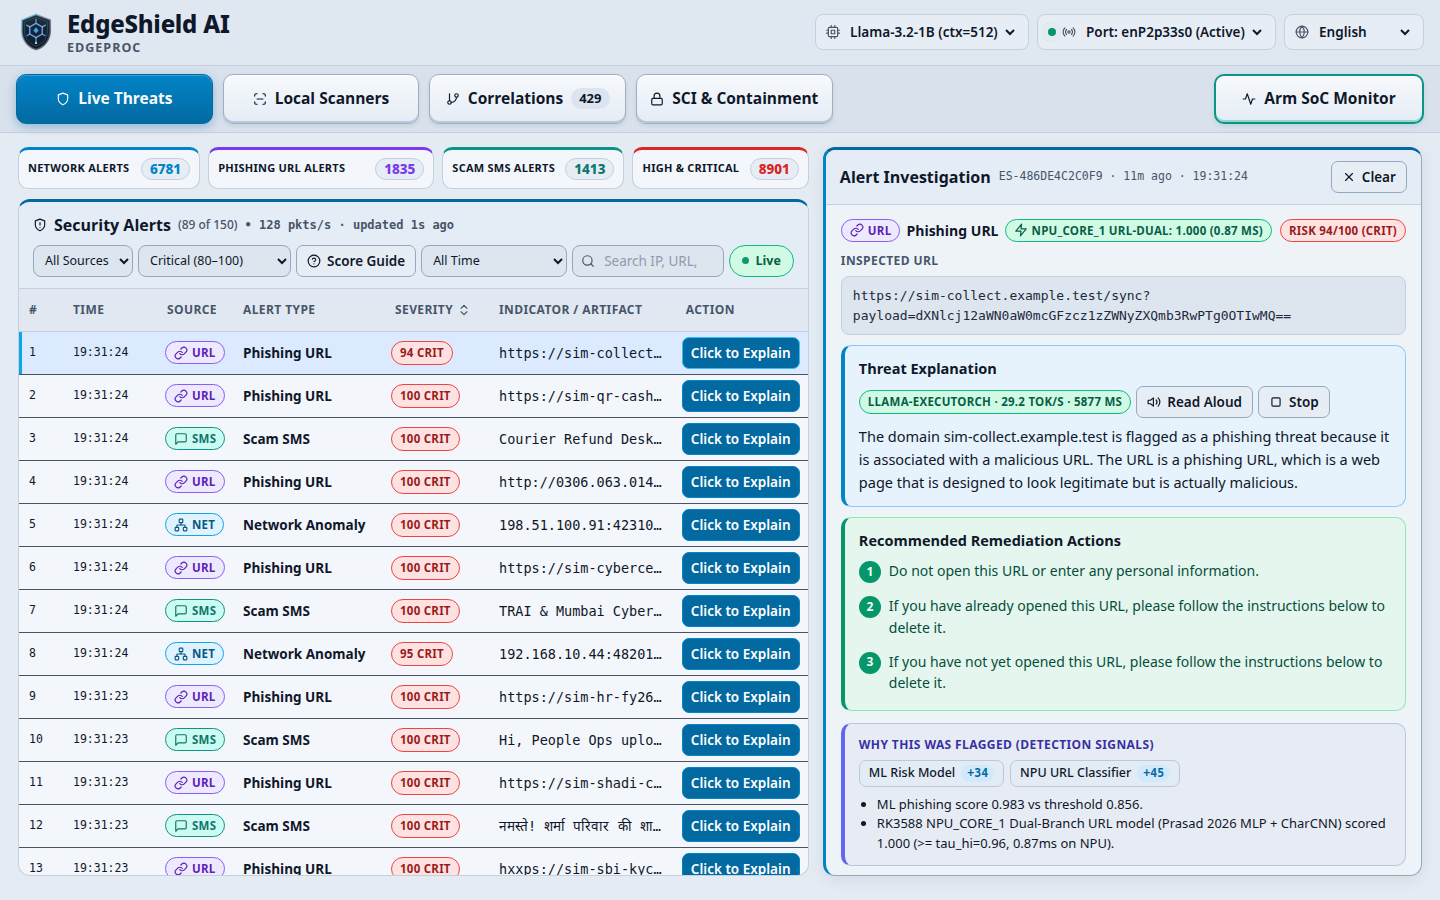 EdgeShield AI
EDGEPROC
Llama-3.2-1B (ctx=512)
Port: enP2p33s0 (Active)
English
Live Threats
Local Scanners
Correlations 429
SCI & Containment
Arm SoC Monitor
NETWORK ALERTS 6781
PHISHING URL ALERTS 1835
SCAM SMS ALERTS 1413
HIGH & CRITICAL 8901
Security Alerts (89 of 150) • 128 pkts/s · updated 1s ago
All Sources
Critical (80–100)
Score Guide
All Time
Search IP, URL,
Live
# TIME SOURCE ALERT TYPE SEVERITY INDICATOR / ARTIFACT ACTION
1 19:31:24 URL Phishing URL 94 CRIT https://sim-collect… Click to Explain
2 19:31:24 URL Phishing URL 100 CRIT https://sim-qr-cash… Click to Explain
3 19:31:24 SMS Scam SMS 100 CRIT Courier Refund Desk… Click to Explain
4 19:31:24 URL Phishing URL 100 CRIT http://0306.063.014… Click to Explain
5 19:31:24 NET Network Anomaly 100 CRIT 198.51.100.91:42310… Click to Explain
6 19:31:24 URL Phishing URL 100 CRIT https://sim-cyberce… Click to Explain
7 19:31:24 SMS Scam SMS 100 CRIT TRAI & Mumbai Cyber… Click to Explain
8 19:31:24 NET Network Anomaly 95 CRIT 192.168.10.44:48201… Click to Explain
9 19:31:23 URL Phishing URL 100 CRIT https://sim-hr-fy26… Click to Explain
10 19:31:23 SMS Scam SMS 100 CRIT Hi, People Ops uplo… Click to Explain
11 19:31:23 URL Phishing URL 100 CRIT https://sim-shadi-c… Click to Explain
12 19:31:23 SMS Scam SMS 100 CRIT नमस्ते! शर्मा परिवार की शा… Click to Explain
13 19:31:23 URL Phishing URL 100 CRIT hxxps://sim-sbi-kyc… Click to Explain
Alert Investigation ES-486DE4C2C0F9 · 11m ago · 19:31:24
Clear
URL Phishing URL NPU_CORE_1 URL-DUAL: 1.000 (0.87 MS) RISK 94/100 (CRIT)
INSPECTED URL
https://sim-collect.example.test/sync?
payload=dXNlcj12aWN0aW0mcGFzcz1zZWNyZXQmb3RwPTg0OTIwMQ==
Threat Explanation
LLAMA-EXECUTORCH · 29.2 TOK/S · 5877 MS
Read Aloud
Stop
The domain sim-collect.example.test is flagged as a phishing threat because it
is associated with a malicious URL. The URL is a phishing URL, which is a web
page that is designed to look legitimate but is actually malicious.
Recommended Remediation Actions
1 Do not open this URL or enter any personal information.
2 If you have already opened this URL, please follow the instructions below to
delete it.
3 If you have not yet opened this URL, please follow the instructions below to
delete it.
WHY THIS WAS FLAGGED (DETECTION SIGNALS)
ML Risk Model +34
NPU URL Classifier +45
• ML phishing score 0.983 vs threshold 0.856.
• RK3588 NPU_CORE_1 Dual-Branch URL model (Prasad 2026 MLP + CharCNN) scored
1.000 (>= tau_hi=0.96, 0.87ms on NPU).